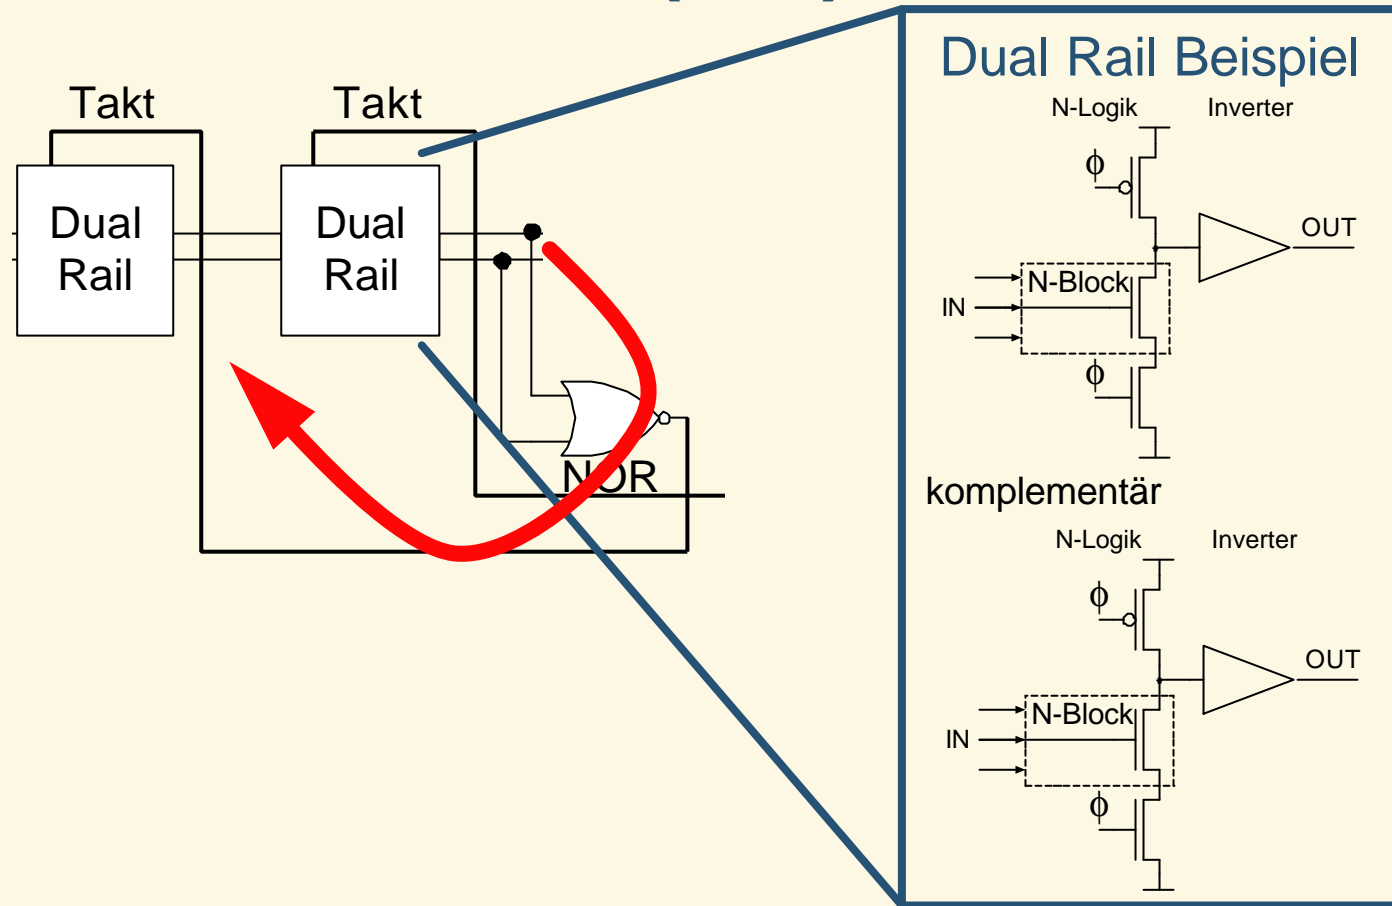 Takt
Takt
Dual
Rail
Dual
Rail
NOR
Dual Rail Beispiel
N-Logik
Inverter
ϕ
OUT
N-Block
IN
ϕ
komplementär
N-Logik
Inverter
ϕ
OUT
N-Block
IN
ϕ